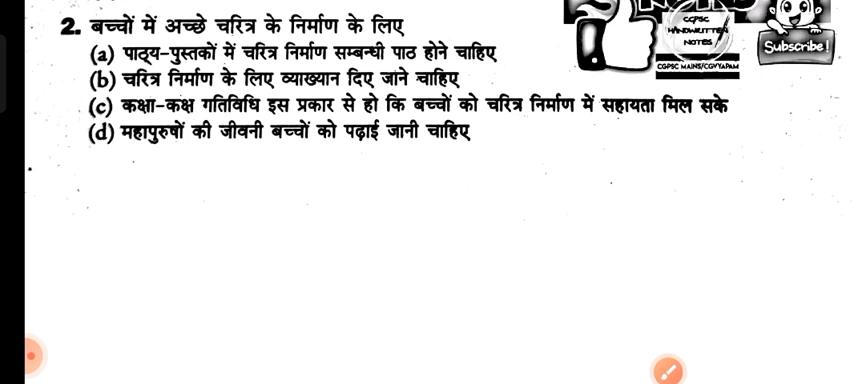 CGPSC
HANDWRITTEN
NOTES
CGPSC MAINS/CGVYAPAM
Subscribe!
2. बच्चों में अच्छे चरित्र के निर्माण के लिए
(a) पाठ्य-पुस्तकों में चरित्र निर्माण सम्बन्धी पाठ होने चाहिए
(b) चरित्र निर्माण के लिए व्याख्यान दिए जाने चाहिए
(c) कक्षा-कक्ष गतिविधि इस प्रकार से हो कि बच्चों को चरित्र निर्माण में सहायता मिल सके
(d) महापुरुषों की जीवनी बच्चों को पढ़ाई जानी चाहिए